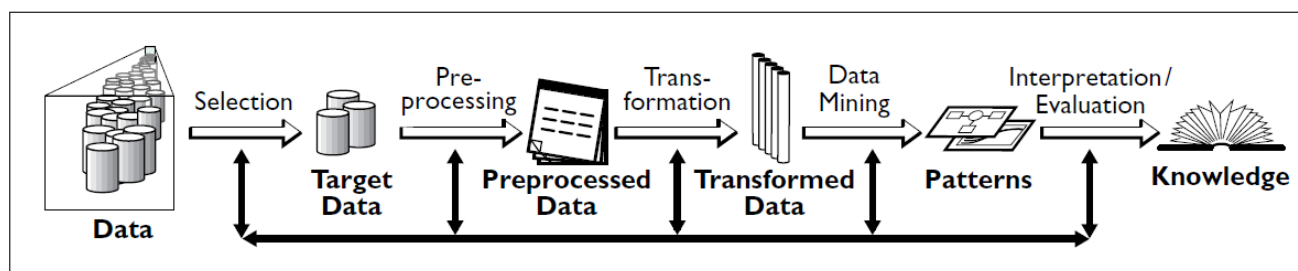 Selection
Pre-
processing
Trans-
formation
Data
Mining
Interpretation/
Evaluation
Data
Target
Data
Preprocessed
Data
Transformed
Data
Patterns
Knowledge